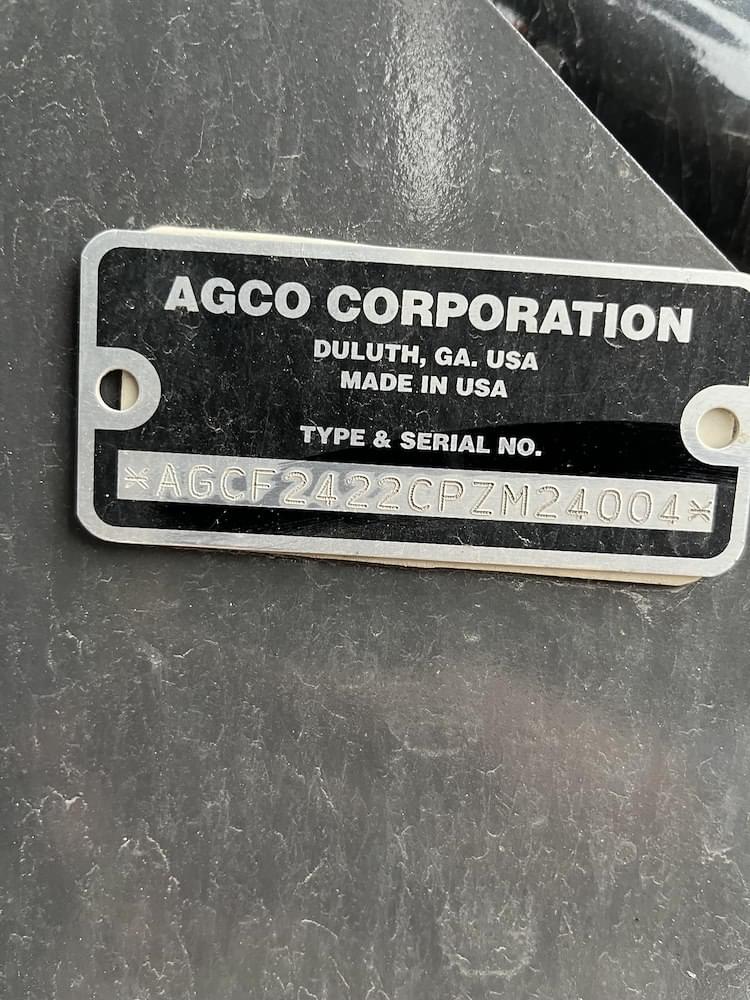 AGCO CORPORATION
DULUTH, GA. USA
MADE IN USA
TYPE & SERIAL NO.
*AGCF2422CPZM24004*